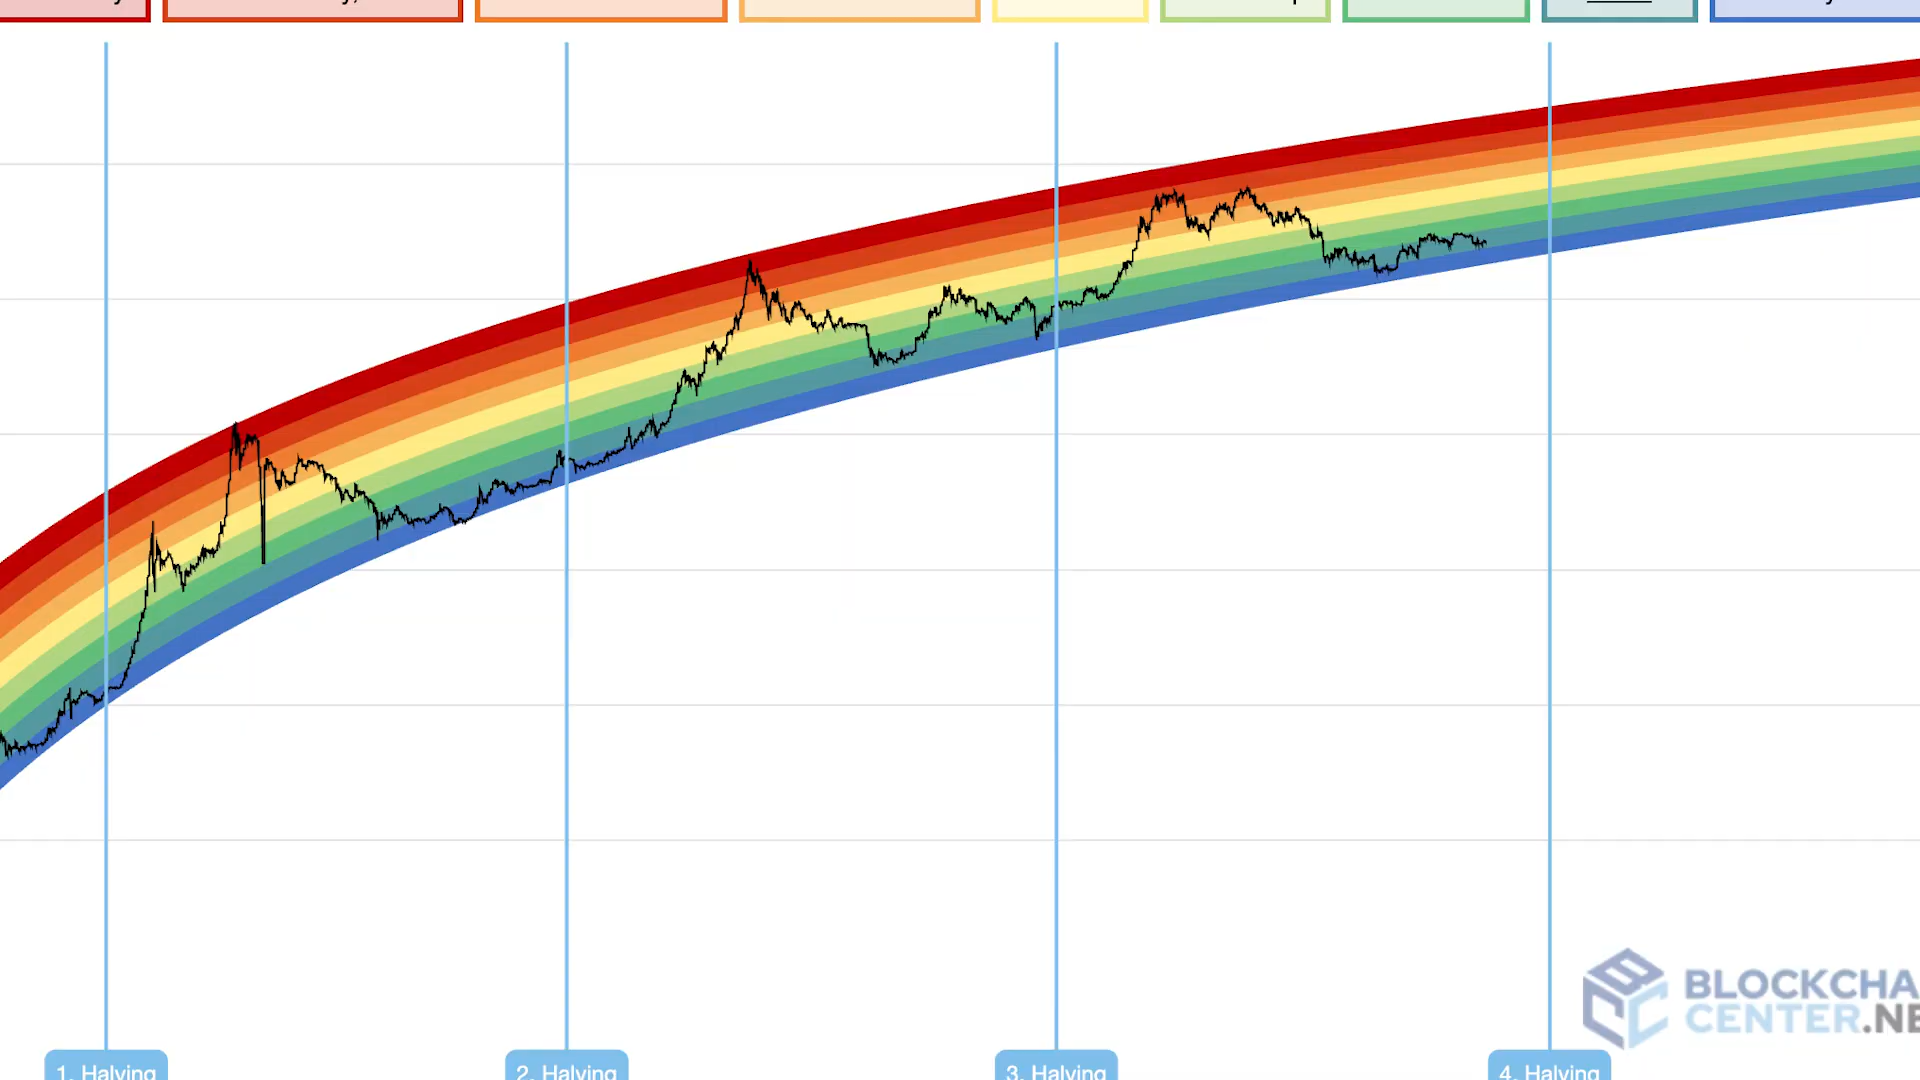 BLOCKCHA
CENTER.NE
1. Halving
2. Halving
3. Halving
4. Halving